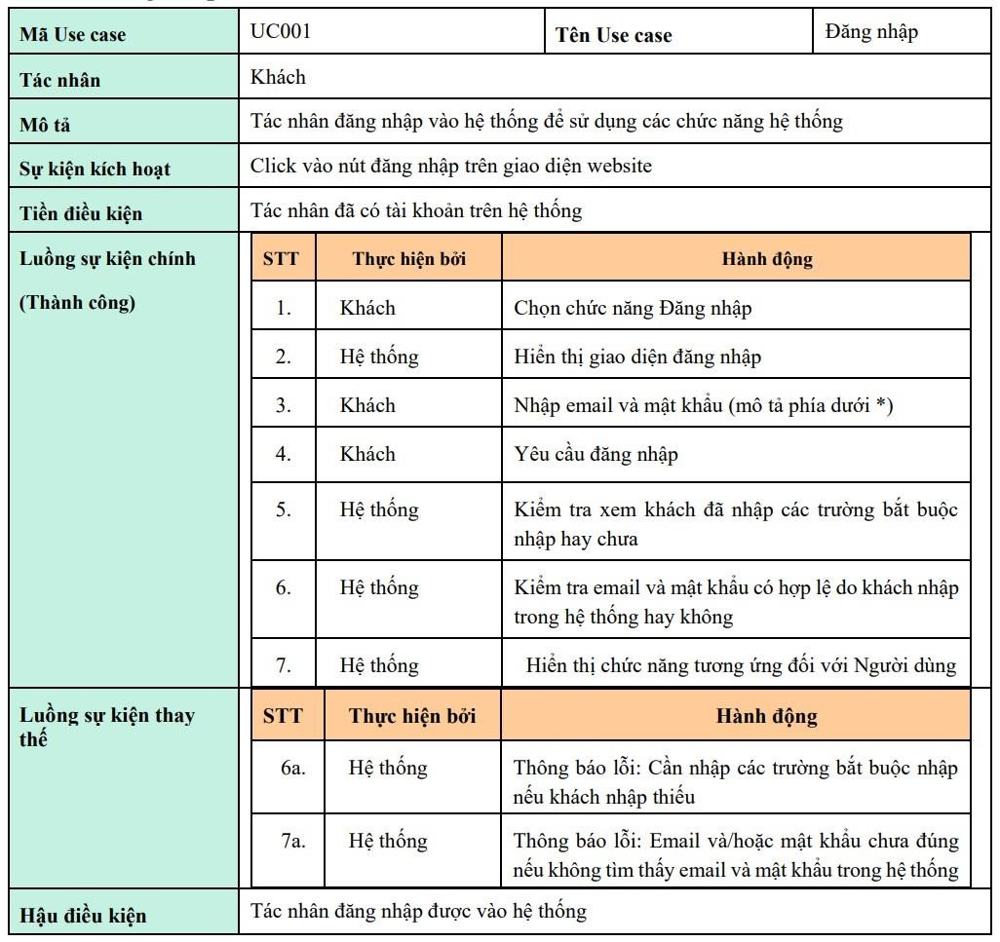 Mã Use case UC001 Tên Use case Đăng nhập
Tác nhân Khách
Mô tả Tác nhân đăng nhập vào hệ thống để sử dụng các chức năng hệ thống
Sự kiện kích hoạt Click vào nút đăng nhập trên giao diện website
Tiền điều kiện Tác nhân đã có tài khoản trên hệ thống
Luồng sự kiện chính
(Thành công)
STT Thực hiện bởi Hành động
1. Khách Chọn chức năng Đăng nhập
2. Hệ thống Hiển thị giao diện đăng nhập
3. Khách Nhập email và mật khẩu (mô tả phía dưới *)
4. Khách Yêu cầu đăng nhập
5. Hệ thống Kiểm tra xem khách đã nhập các trường bắt buộc
nhập hay chưa
6. Hệ thống Kiểm tra email và mật khẩu có hợp lệ do khách nhập
trong hệ thống hay không
7. Hệ thống Hiển thị chức năng tương ứng đối với Người dùng
Luồng sự kiện thay
thế
STT Thực hiện bởi Hành động
6a. Hệ thống Thông báo lỗi: Cần nhập các trường bắt buộc nhập
nếu khách nhập thiếu
7a. Hệ thống Thông báo lỗi: Email và/hoặc mật khẩu chưa đúng
nếu không tìm thấy email và mật khẩu trong hệ thống
Hậu điều kiện Tác nhân đăng nhập được vào hệ thống